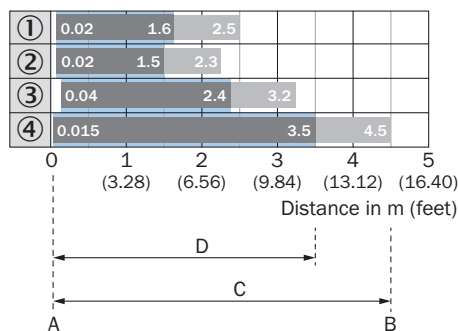 ① 0.02 1.6 2.5
② 0.02 1.5 2.3
③ 0.04 2.4 3.2
④ 0.015 3.5 4.5
0 1 2 3 4 5
(3.28) (6.56) (9.84) (13.12) (16.40)
Distance in m (feet)
D
C
A B